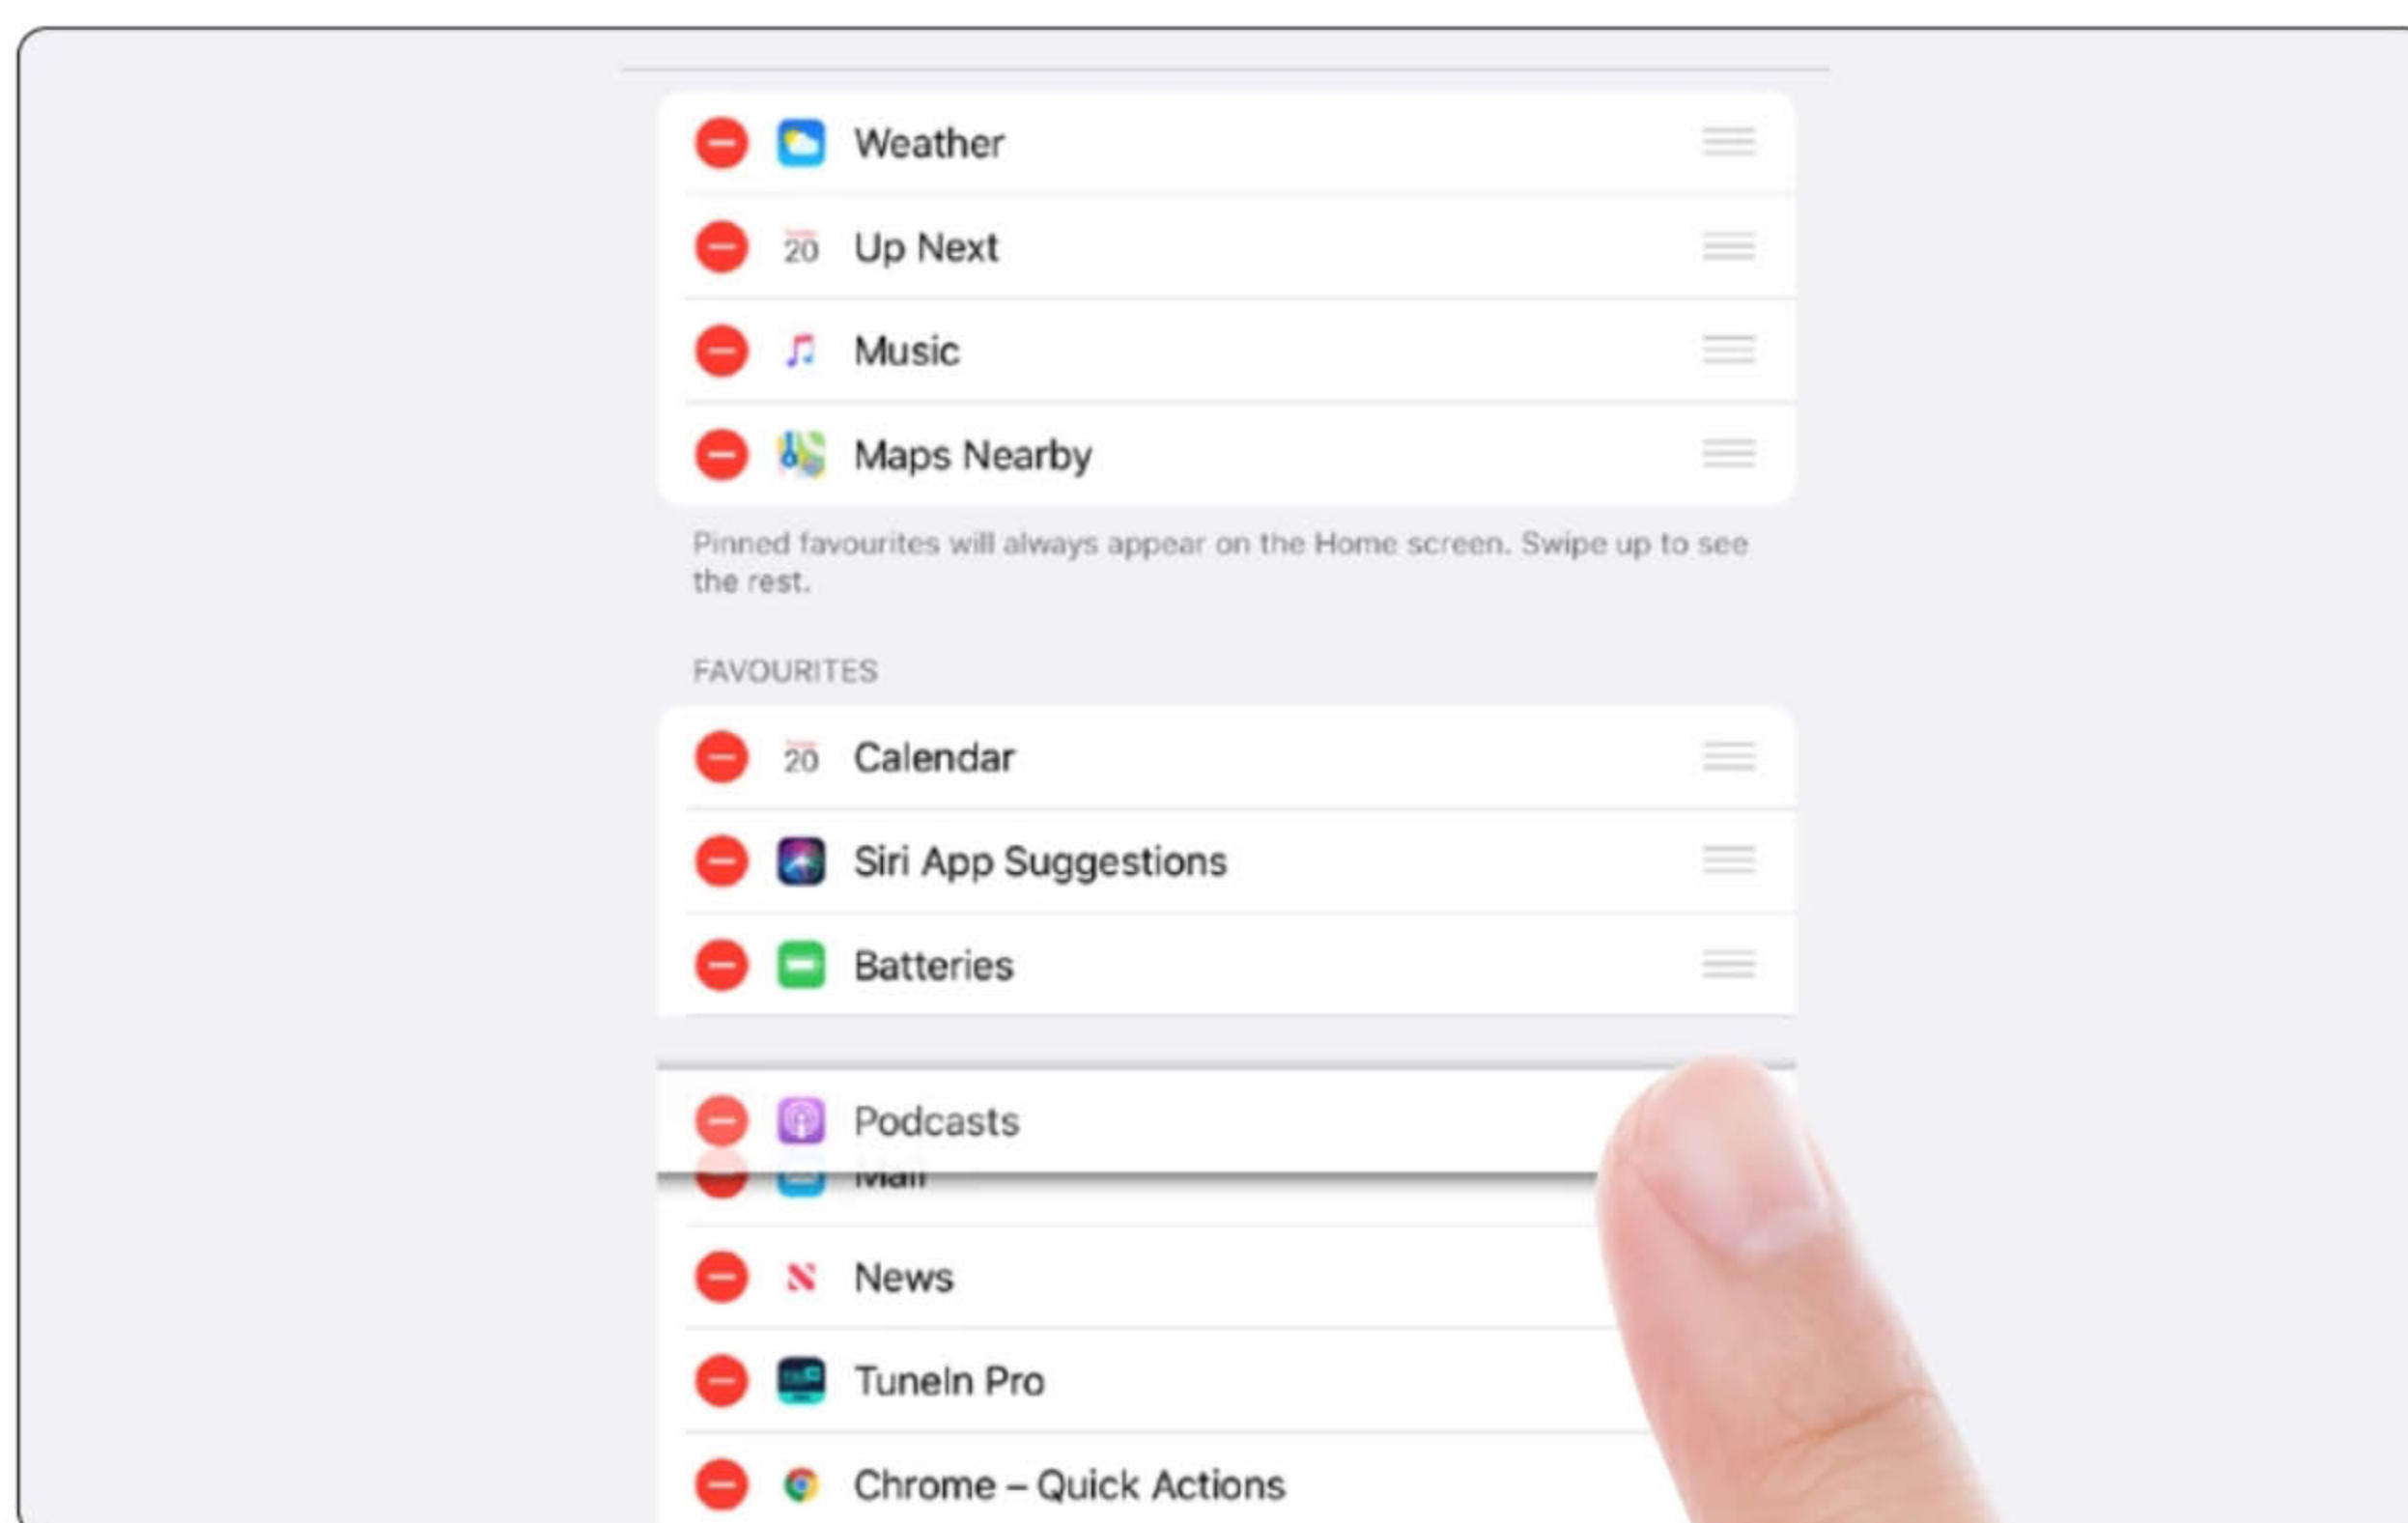 Weather
20 Up Next
Music
Maps Nearby
Pinned favourites will always appear on the Home screen. Swipe up to see
the rest.
FAVOURITES
20 Calendar
Siri App Suggestions
Batteries
Podcasts
Mail
News
TuneIn Pro
Chrome – Quick Actions